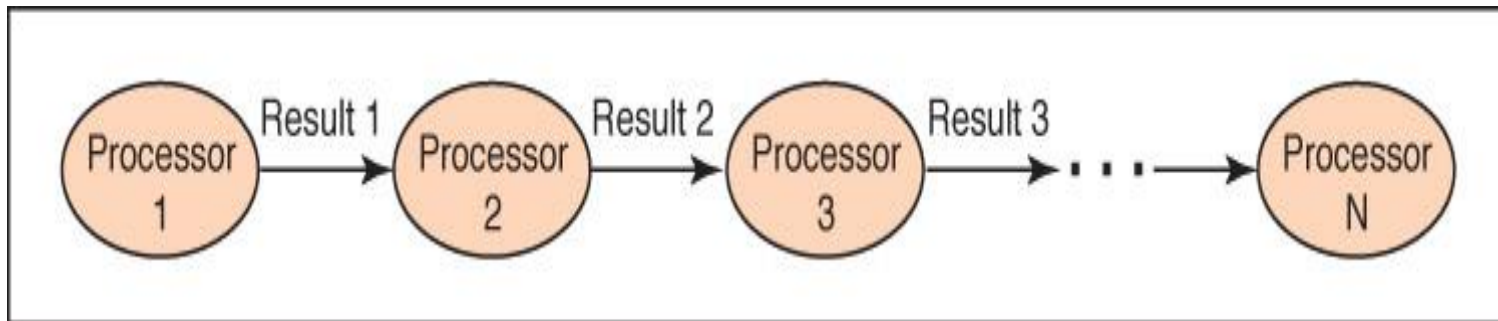 Processor
1
Result 1
Processor
2
Result 2
Processor
3
Result 3
. . .
Processor
N